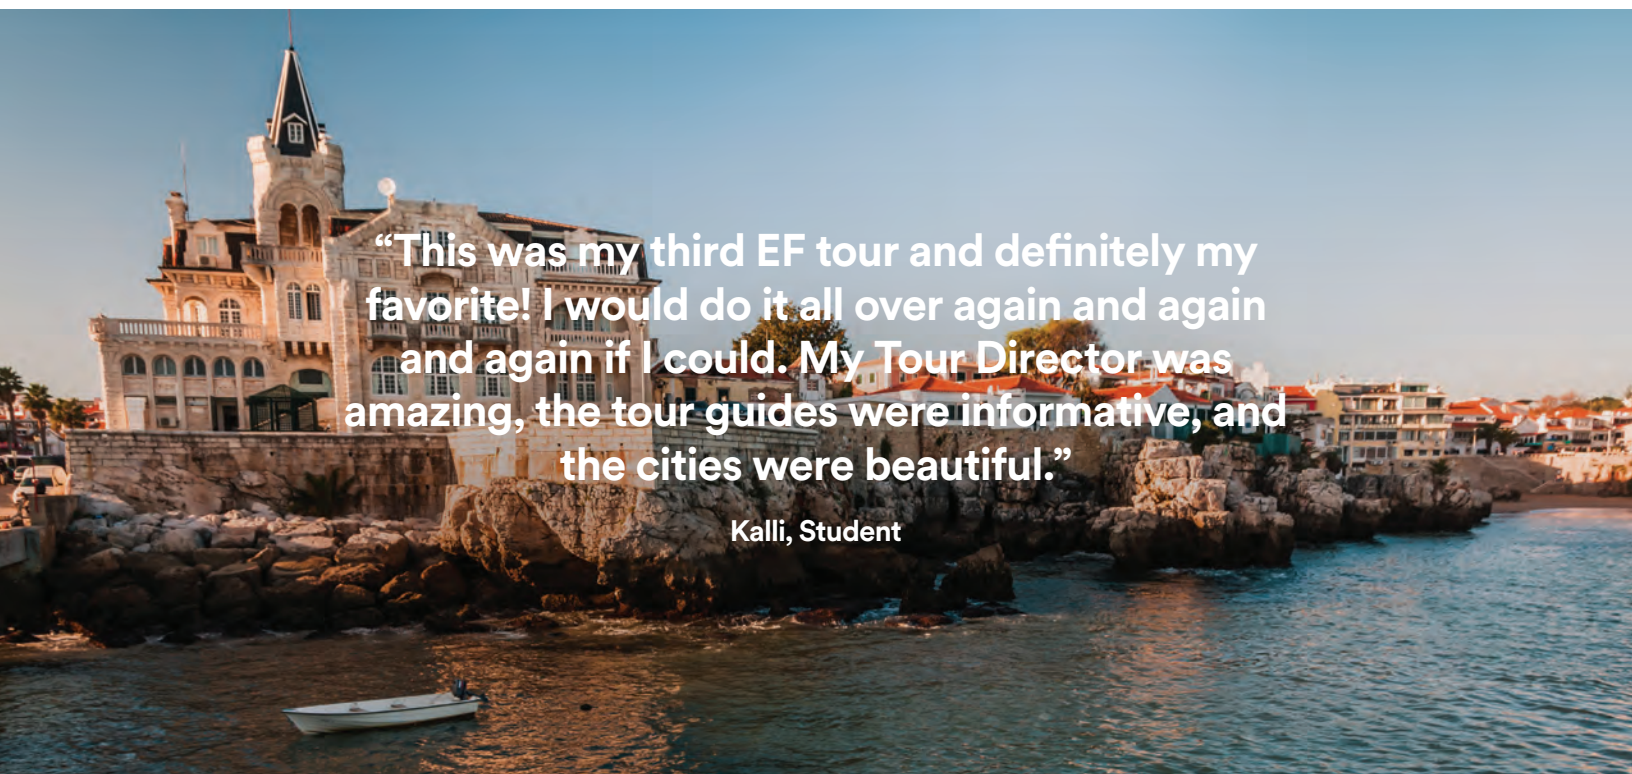 “This was my third EF tour and definitely my
favorite! I would do it all over again and again
and again if I could. My Tour Director was
amazing, the tour guides were informative, and
the cities were beautiful.”
Kalli, Student